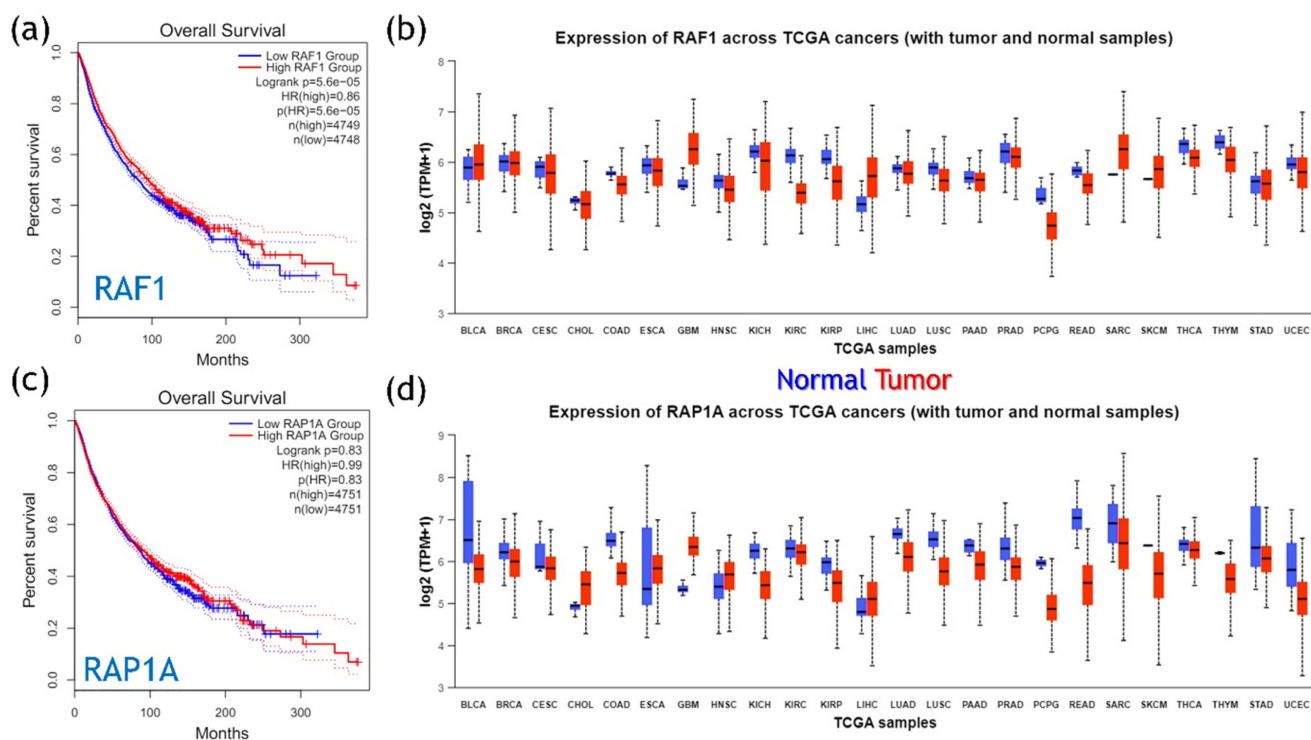 (a)
Overall Survival
Low RAF1 Group
High RAF1 Group
Logrank p=5.6e−05
HR(high)=0.86
p(HR)=5.6e−05
n(high)=4749
n(low)=4748
Percent survival
1.0
0.8
0.6
0.4
0.2
0.0
RAF1
0 100 200 300
Months
(b)
Expression of RAF1 across TCGA cancers (with tumor and normal samples)
log2 (TPM+1)
8
7
6
5
4
3
BLCA BRCA CESC CHOL COAD ESCA GBM HNSC KICH KIRC KIRP LIHC LUAD LUSC PAAD PRAD PCPG READ SARC SKCM THCA THYM STAD UCEC
TCGA samples
Normal Tumor
(c)
Overall Survival
Low RAP1A Group
High RAP1A Group
Logrank p=0.83
HR(high)=0.99
p(HR)=0.83
n(high)=4751
n(low)=4751
Percent survival
1.0
0.8
0.6
0.4
0.2
0.0
RAP1A
0 100 200 300
Months
(d)
Expression of RAP1A across TCGA cancers (with tumor and normal samples)
log2 (TPM+1)
9
8
7
6
5
4
3
BLCA BRCA CESC CHOL COAD ESCA GBM HNSC KICH KIRC KIRP LIHC LUAD LUSC PAAD PRAD PCPG READ SARC SKCM THCA THYM STAD UCEC
TCGA samples